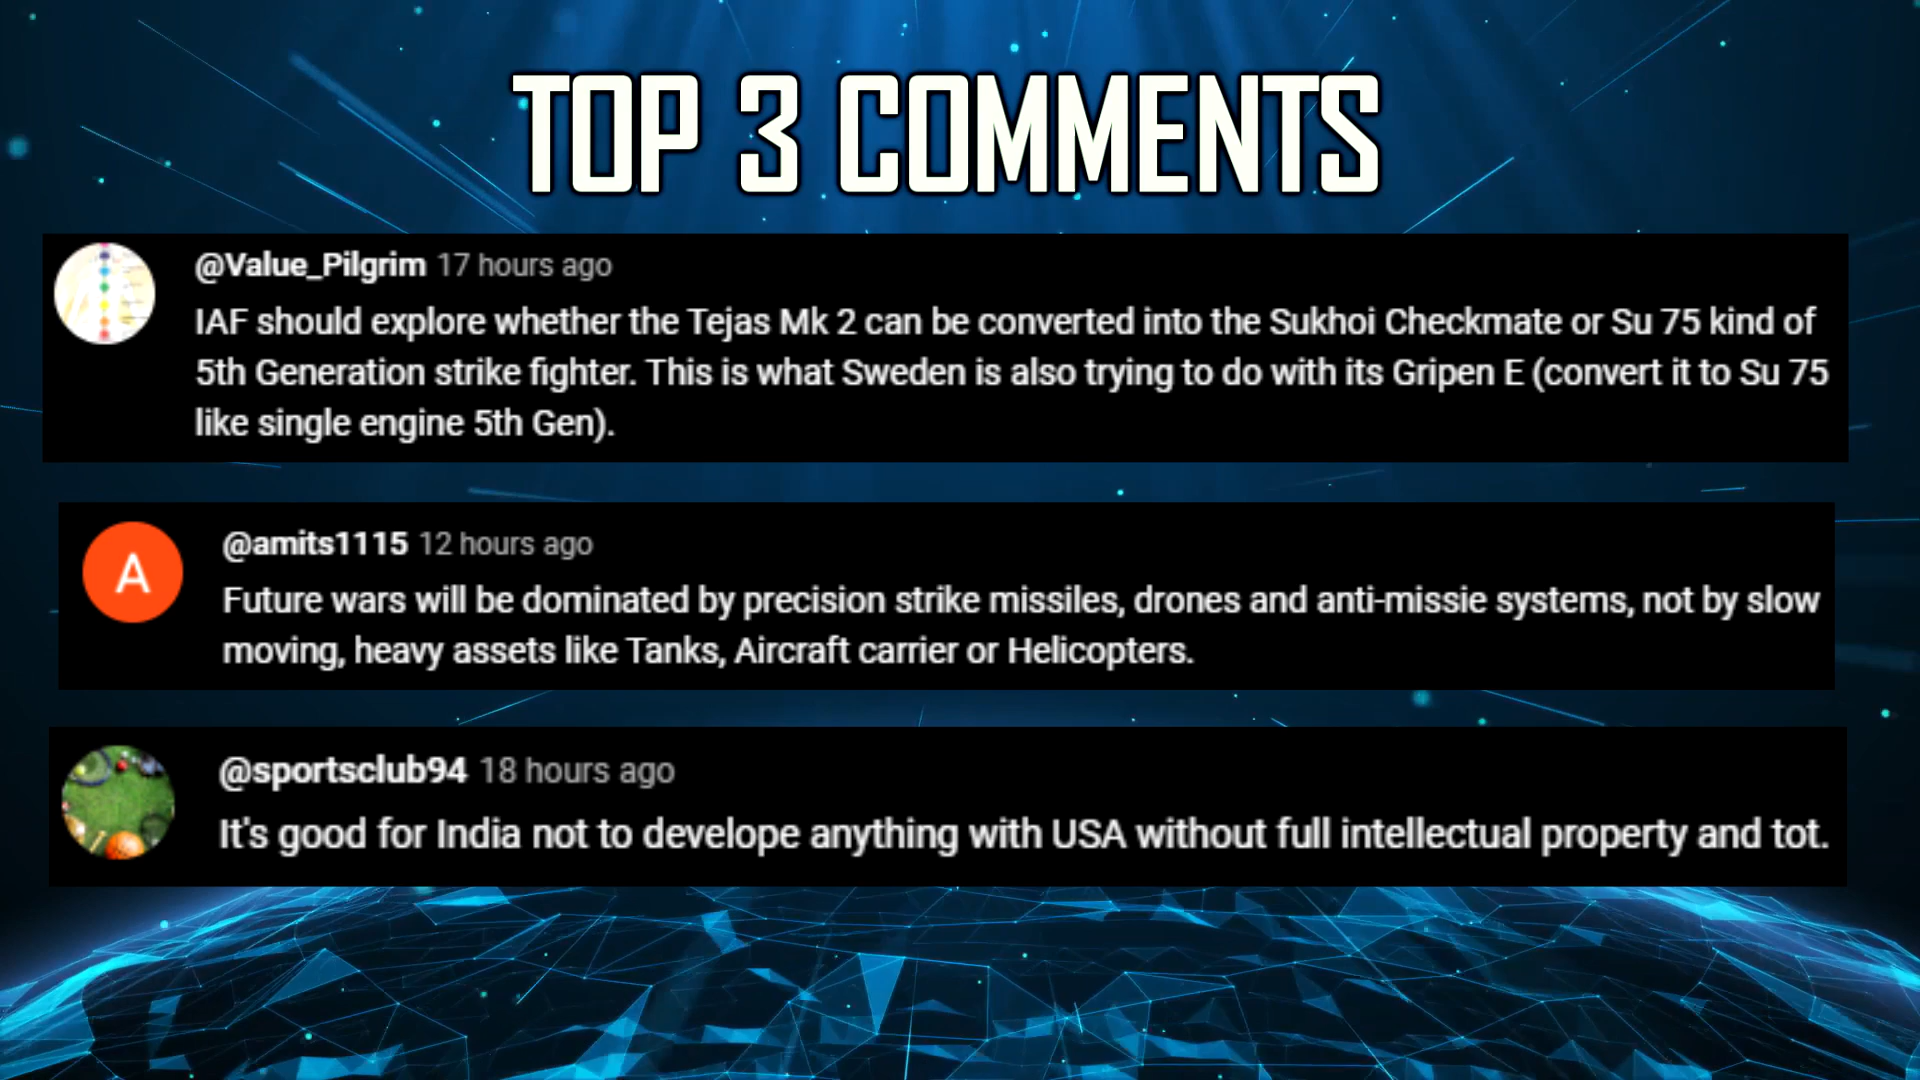 TOP 3 COMMENTS
@Value_Pilgrim 17 hours ago
IAF should explore whether the Tejas Mk 2 can be converted into the Sukhoi Checkmate or Su 75 kind of
5th Generation strike fighter. This is what Sweden is also trying to do with its Gripen E (convert it to Su 75
like single engine 5th Gen).
A
@amits1115 12 hours ago
Future wars will be dominated by precision strike missiles, drones and anti-missie systems, not by slow
moving, heavy assets like Tanks, Aircraft carrier or Helicopters.
@sportsclub94 18 hours ago
It's good for India not to develope anything with USA without full intellectual property and tot.